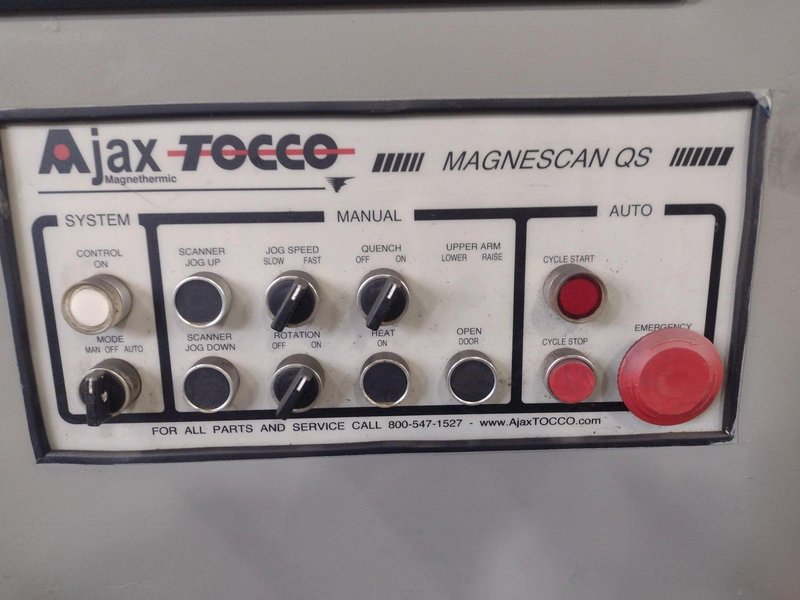 Ajax TOCCO
Magnethermic
MAGNESCAN QS
SYSTEM
CONTROL
ON
MODE
MAN OFF AUTO
MANUAL
SCANNER
JOG UP
JOG SPEED
SLOW FAST
QUENCH
OFF ON
UPPER ARM
LOWER RAISE
SCANNER
JOG DOWN
ROTATION
OFF ON
HEAT
ON
OPEN
DOOR
AUTO
CYCLE START
CYCLE STOP
EMERGENCY
FOR ALL PARTS AND SERVICE CALL 800-547-1527 - www.AjaxTOCCO.com